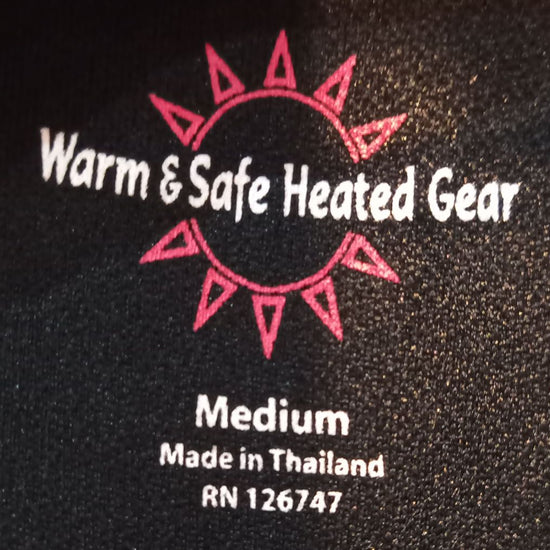 Warm & Safe Heated Gear
Medium
Made in Thailand
RN 126747